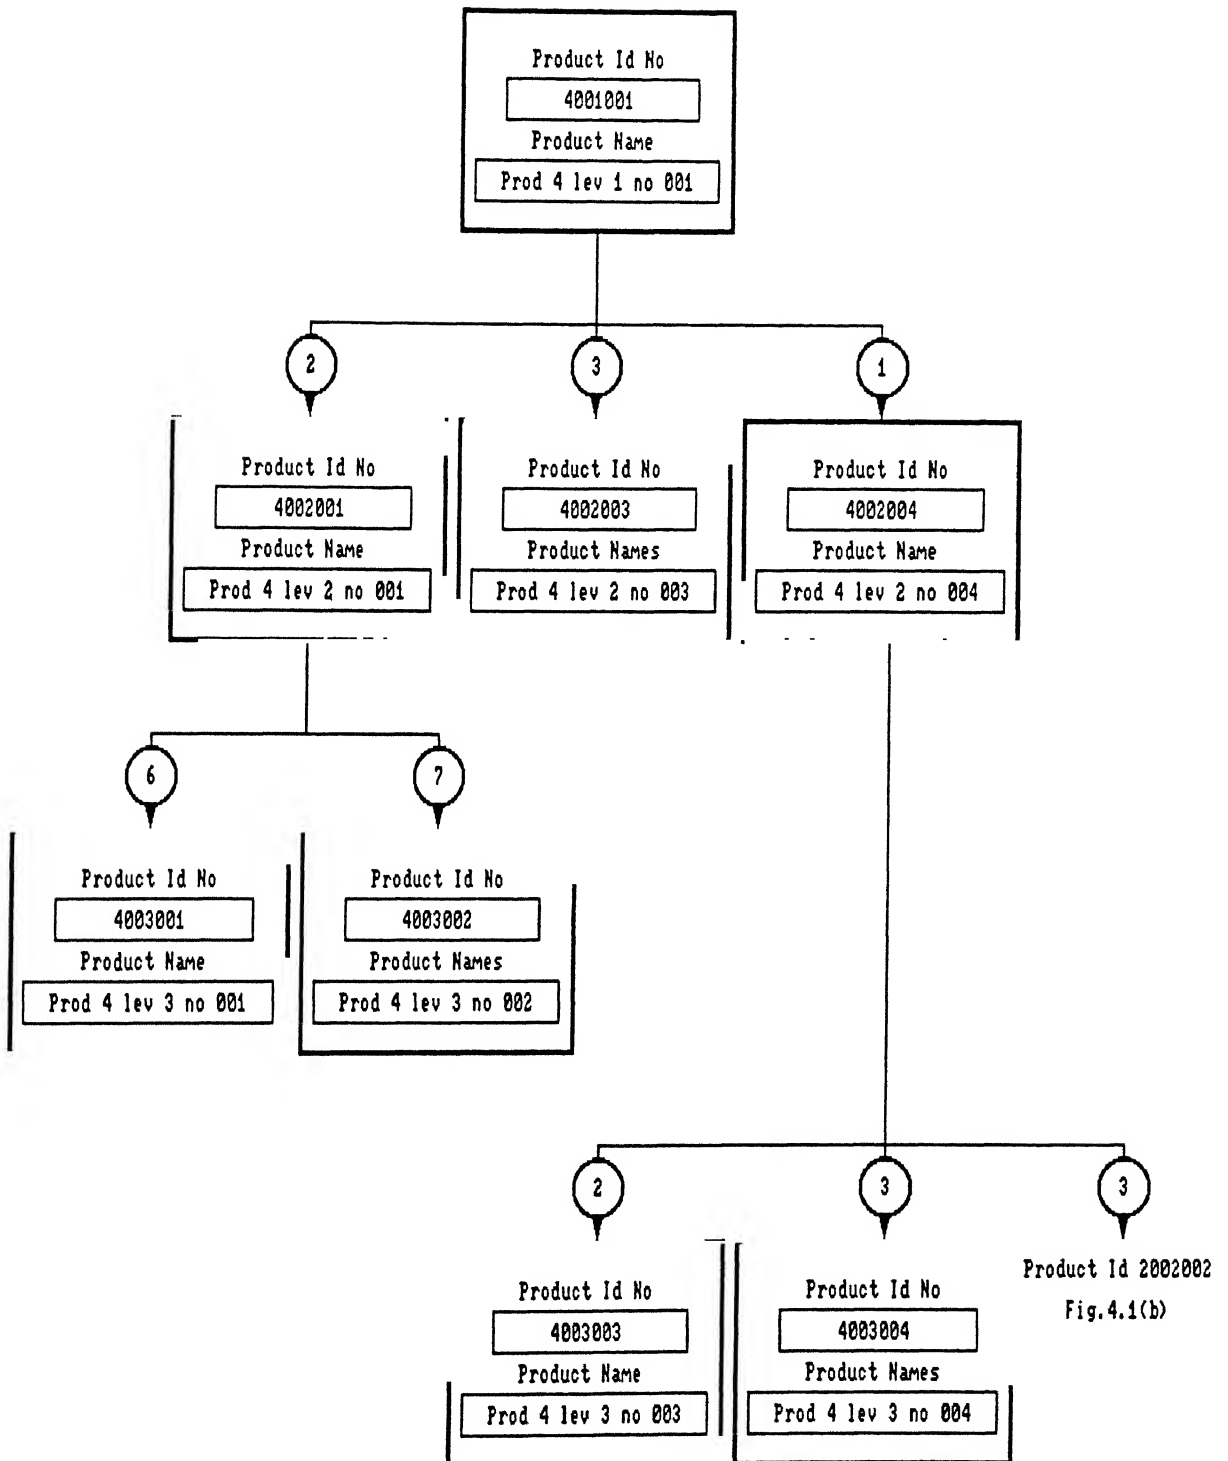 Product Id No
4001001
Product Name
Prod 4 lev 1 no 001
2
3
1
Product Id No
4002001
Product Name
Prod 4 lev 2 no 001
Product Id No
4002003
Product Names
Prod 4 lev 2 no 003
Product Id No
4002004
Product Name
Prod 4 lev 2 no 004
6
7
Product Id No
4003001
Product Name
Prod 4 lev 3 no 001
Product Id No
4003002
Product Names
Prod 4 lev 3 no 002
2
3
3
Product Id No
4003003
Product Name
Prod 4 lev 3 no 003
Product Id No
4003004
Product Names
Prod 4 lev 3 no 004
Product Id 2002002
Fig.4.1(b)